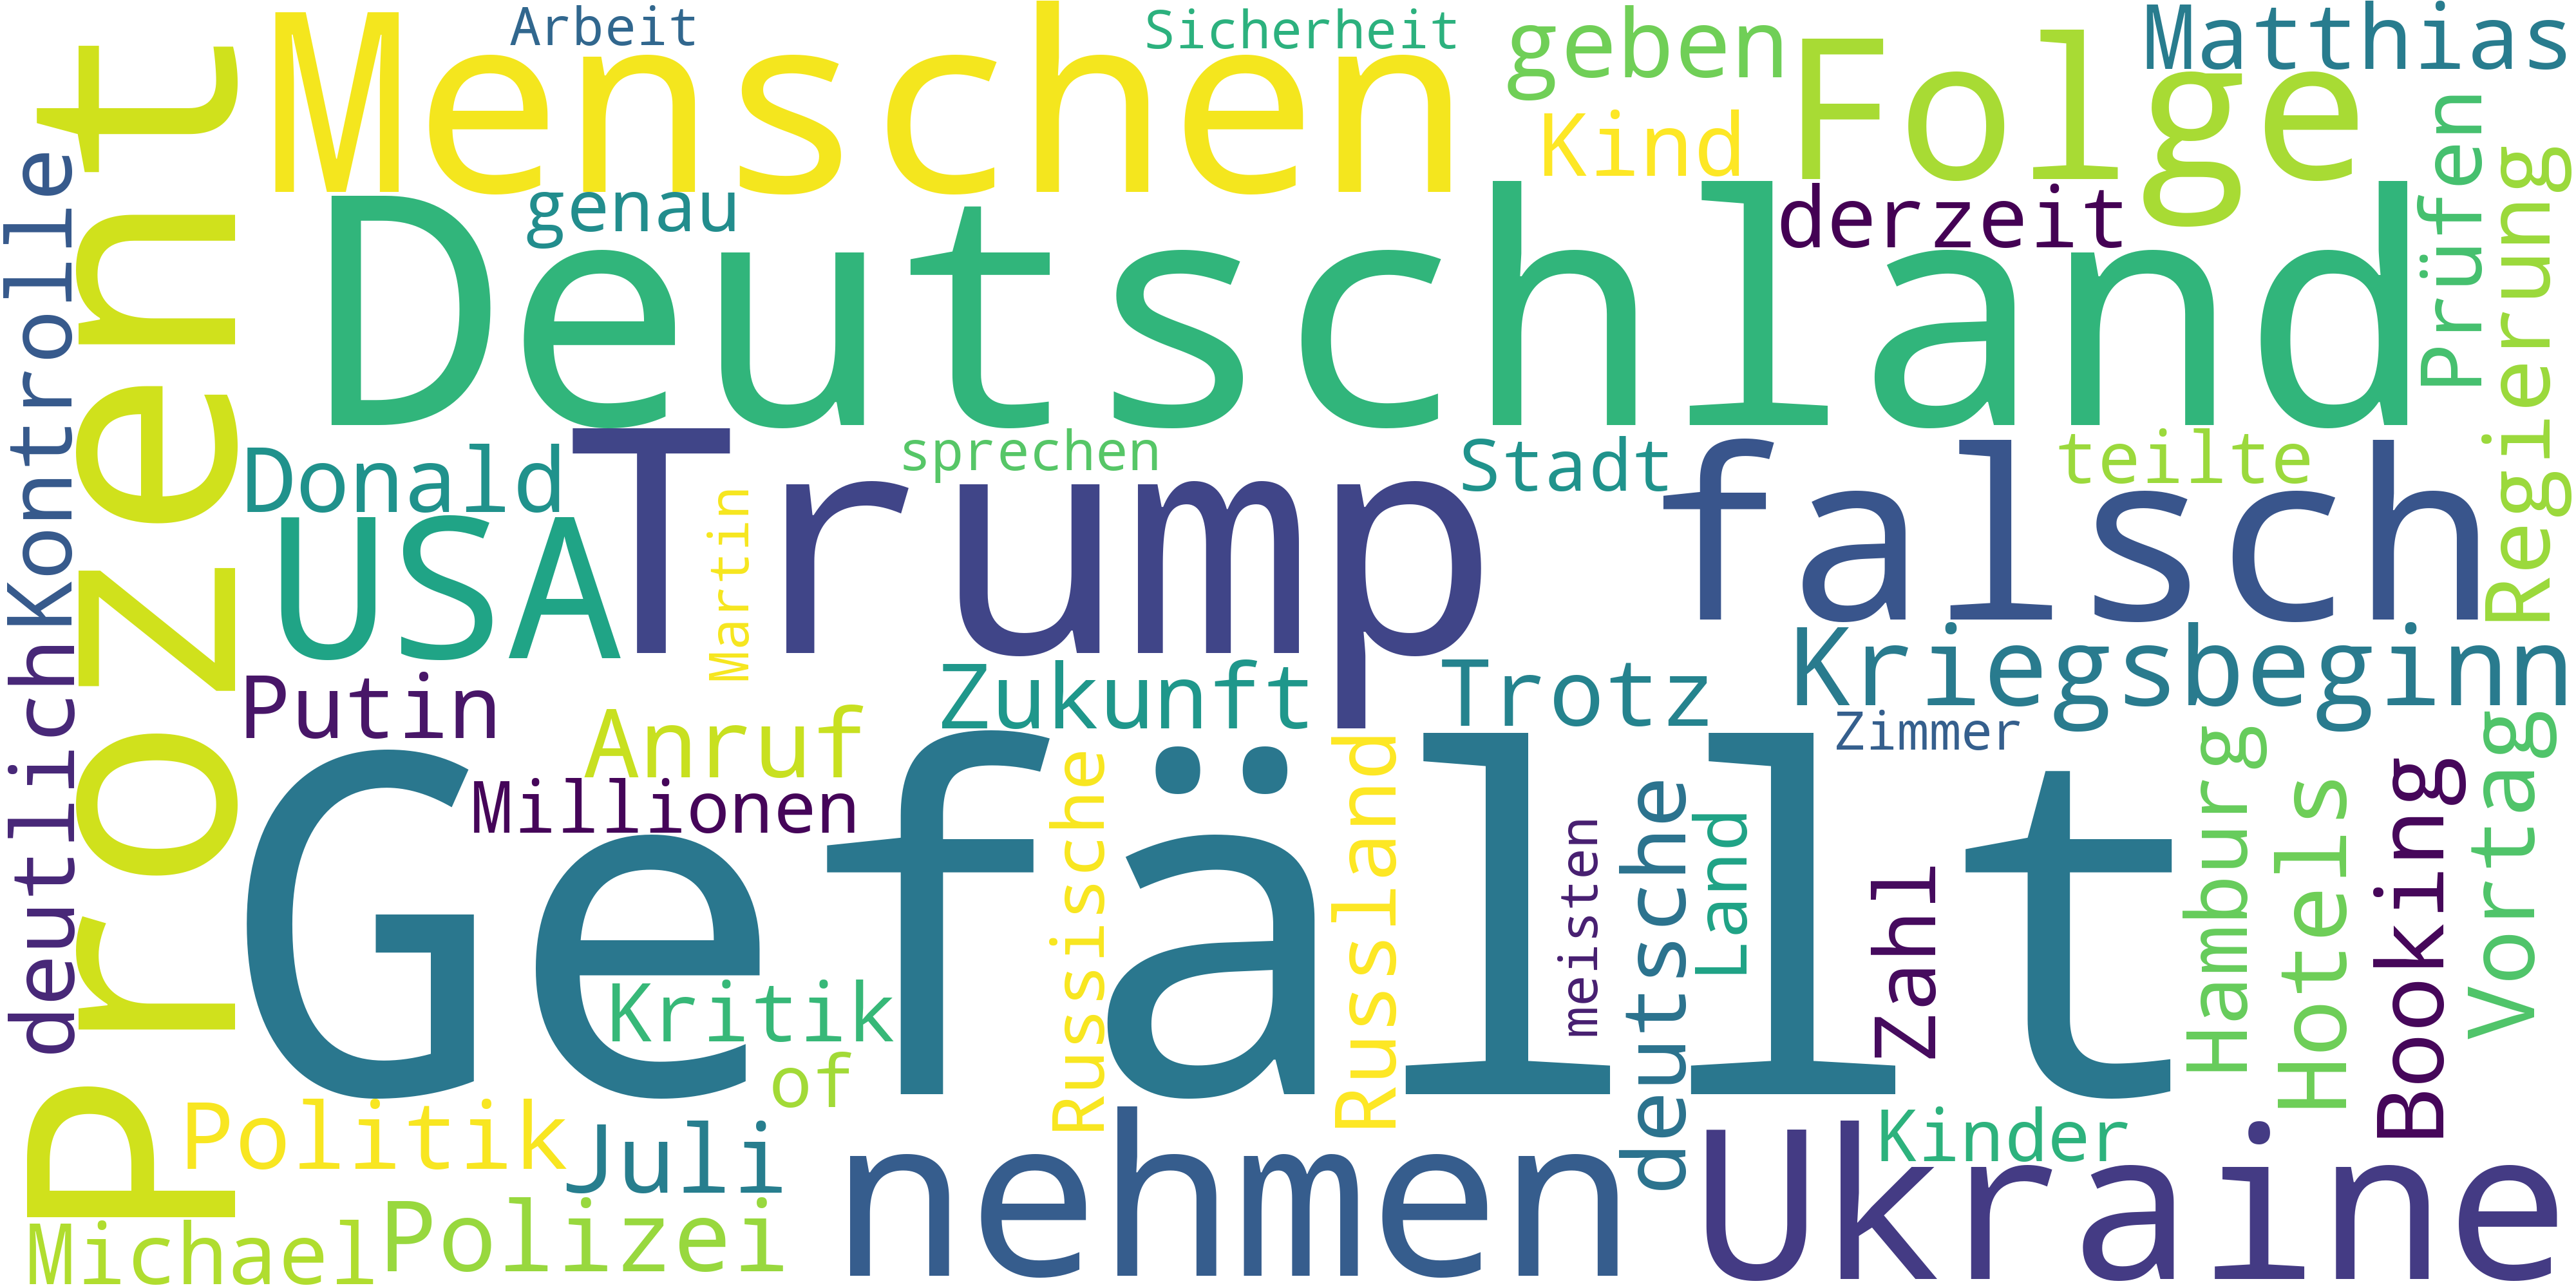 Arbeit
Sicherheit
geben
Matthias
Menschen
Kind
Folge
Prozent
Kontrolle
deutlich
genau
derzeit
Prüfen
Regierung
Deutschland
Donald
sprechen
Stadt
teilte
USA
Trump
falsch
Martin
Putin
Zukunft
Trotz
Kriegsbeginn
Anruf
Zimmer
Millionen
Gefällt
Russische
Russland
meisten
deutsche
Land
Zahl
Hamburg
Hotels
Booking
Vortag
Kritik
of
Politik
Juli
nehmen
Kinder
Ukraine
Michael
Polizei